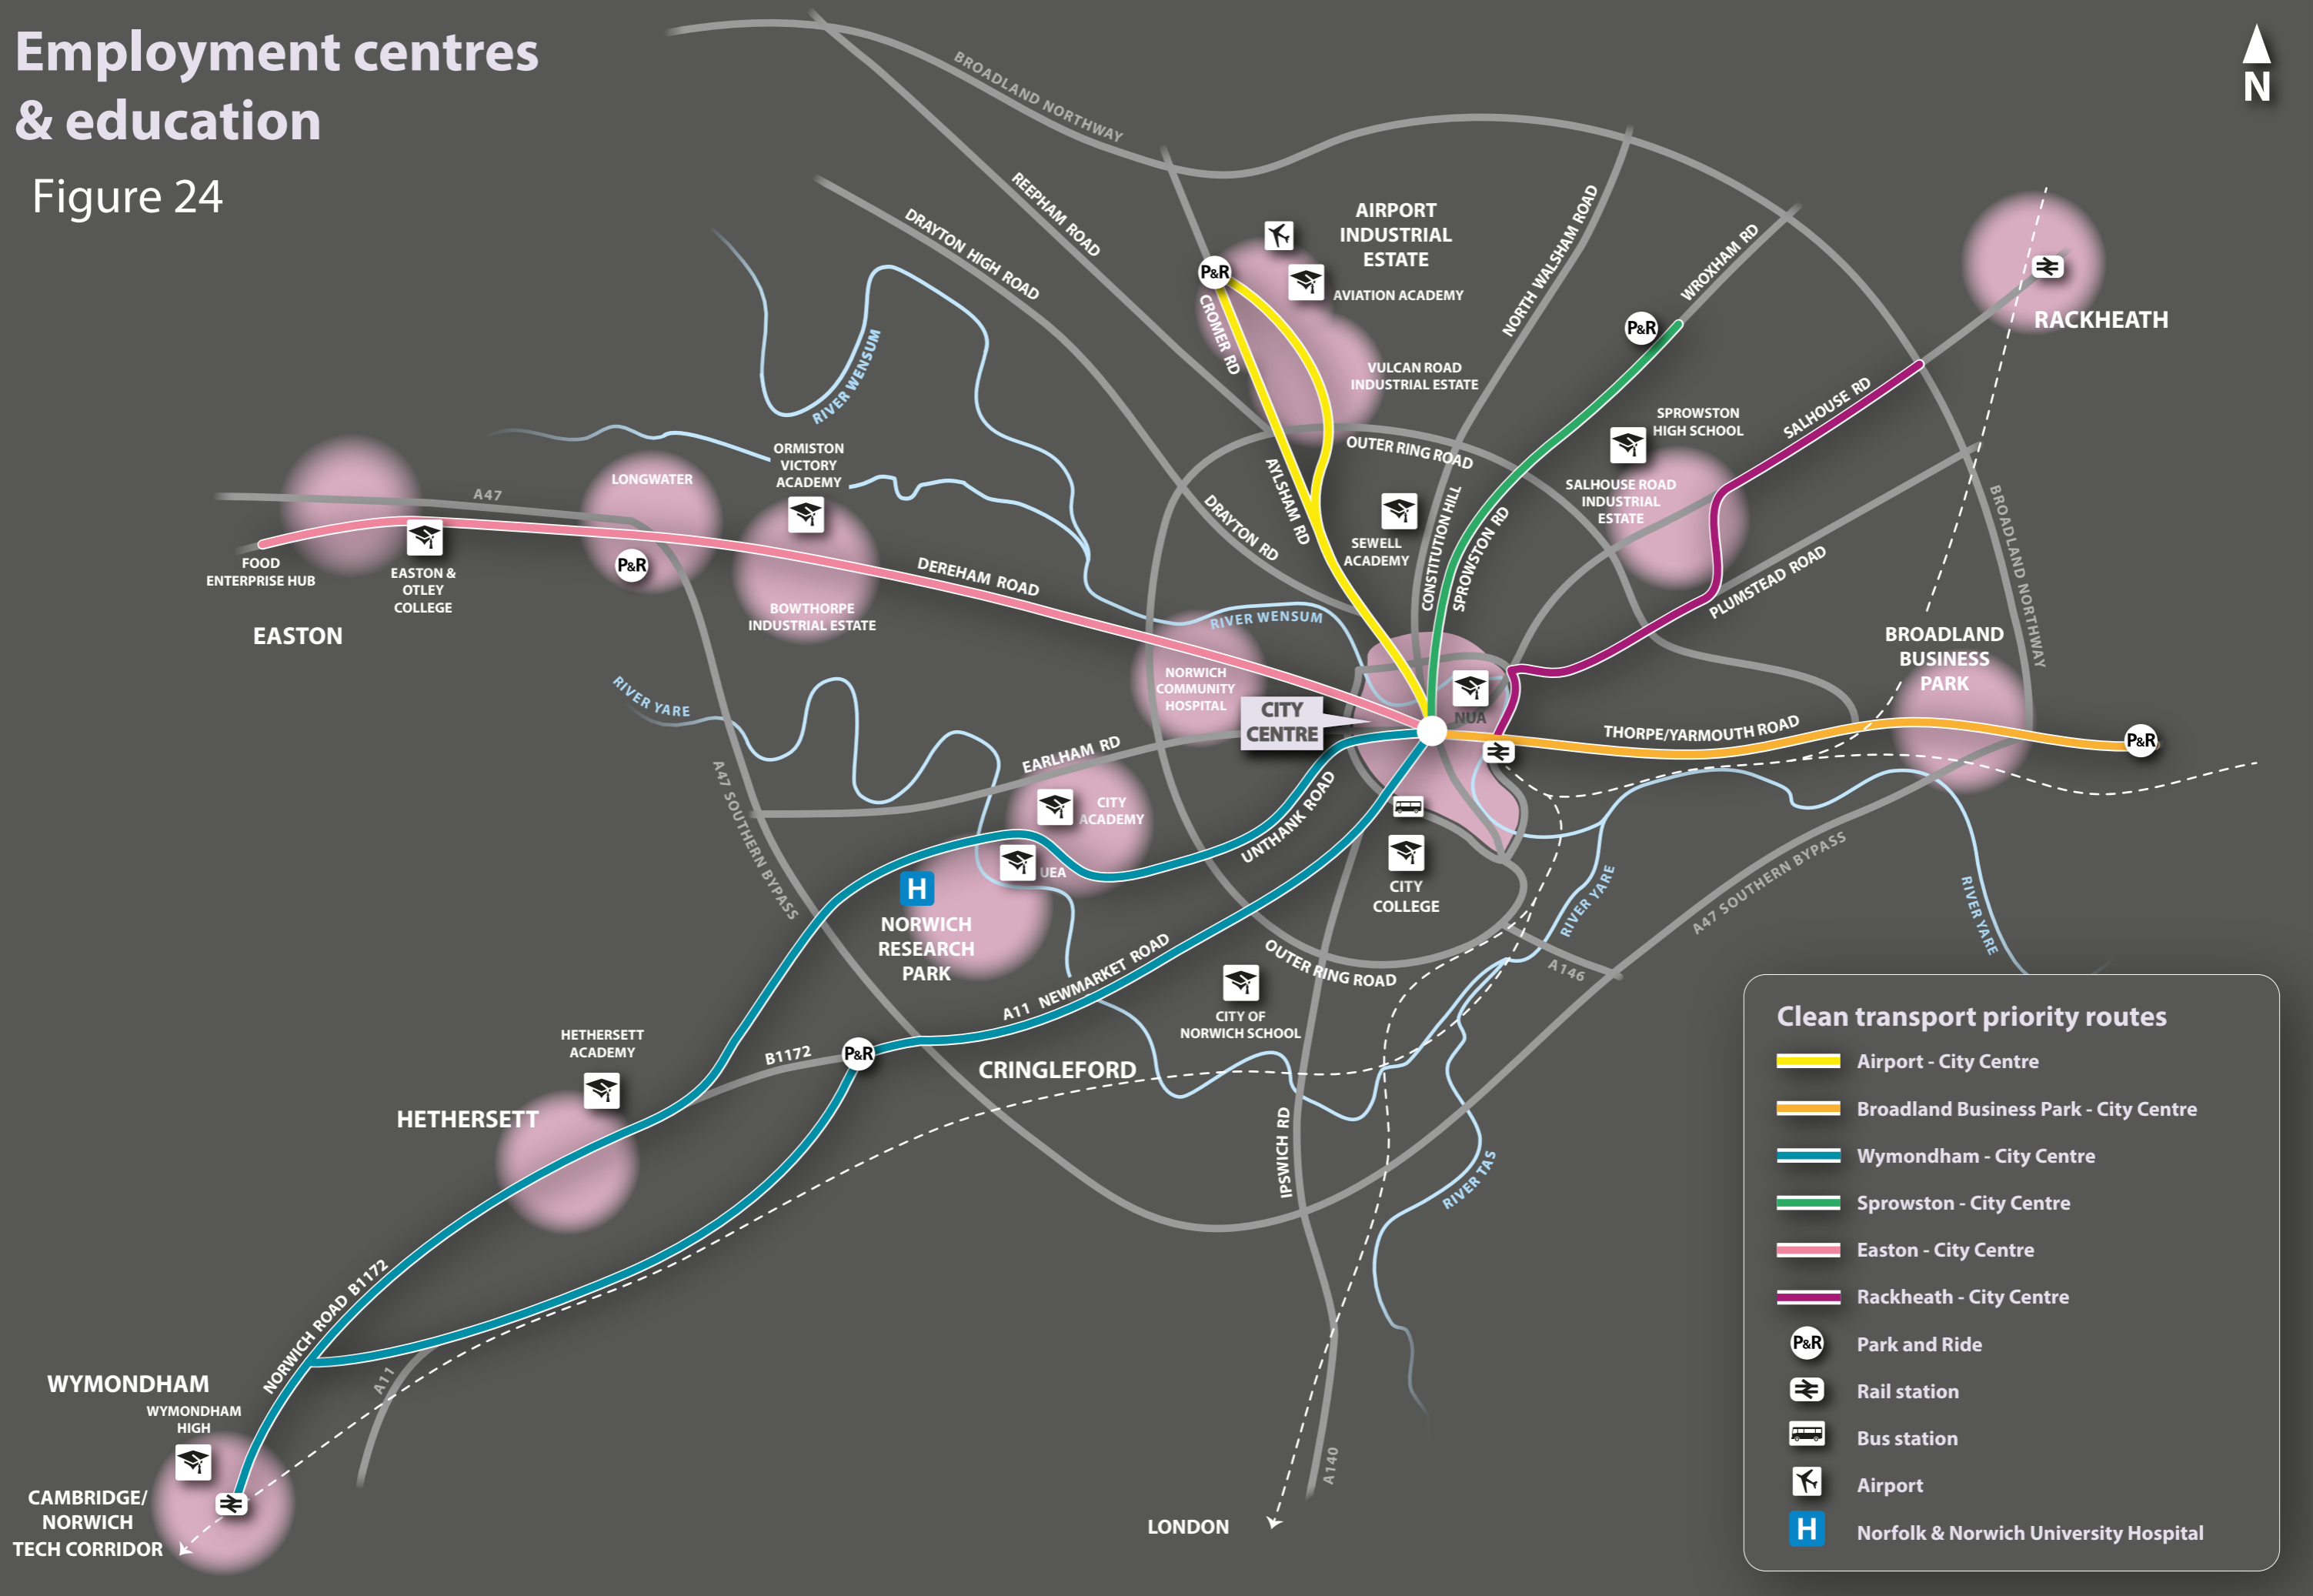 Employment centres
& education
Figure 24
N
BROADLAND NORTHWAY
REEPHAM ROAD
DRAYTON HIGH ROAD
AIRPORT
INDUSTRIAL
ESTATE
P&R
AVIATION ACADEMY
CROMER RD
NORTH WALSHAM ROAD
WROXHAM RD
P&R
RACKHEATH
VULCAN ROAD
INDUSTRIAL ESTATE
RIVER WENSUM
SALHOUSE RD
SPROWSTON
HIGH SCHOOL
OUTER RING ROAD
ORMISTON
VICTORY
ACADEMY
LONGWATER
A47
AYLSHAM RD
DRAYTON RD
SALHOUSE ROAD
INDUSTRIAL
ESTATE
BROADLAND NORTHWAY
SEWELL
ACADEMY
CONSTITUTION HILL
SPROWSTON RD
FOOD
ENTERPRISE HUB
EASTON &
OTLEY
COLLEGE
P&R
DEREHAM ROAD
PLUMSTEAD ROAD
EASTON
BOWTHORPE
INDUSTRIAL ESTATE
RIVER WENSUM
BROADLAND
BUSINESS
PARK
RIVER YARE
NORWICH
COMMUNITY
HOSPITAL
CITY
CENTRE
NUA
THORPE/YARMOUTH ROAD
P&R
EARLHAM RD
A47 SOUTHERN BYPASS
CITY
ACADEMY
UNTHANK ROAD
UEA
H
NORWICH
RESEARCH
PARK
CITY
COLLEGE
RIVER YARE
A47 SOUTHERN BYPASS
RIVER YARE
A11 NEWMARKET ROAD
OUTER RING ROAD
A146
CITY OF
NORWICH SCHOOL
HETHERSETT
ACADEMY
B1172
P&R
CRINGLEFORD
HETHERSETT
IPSWICH RD
RIVER TAS
NORWICH ROAD B1172
A11
WYMONDHAM
WYMONDHAM
HIGH
CAMBRIDGE/
NORWICH
TECH CORRIDOR
A140
LONDON
Clean transport priority routes
Airport - City Centre
Broadland Business Park - City Centre
Wymondham - City Centre
Sprowston - City Centre
Easton - City Centre
Rackheath - City Centre
P&R Park and Ride
Rail station
Bus station
Airport
H Norfolk & Norwich University Hospital